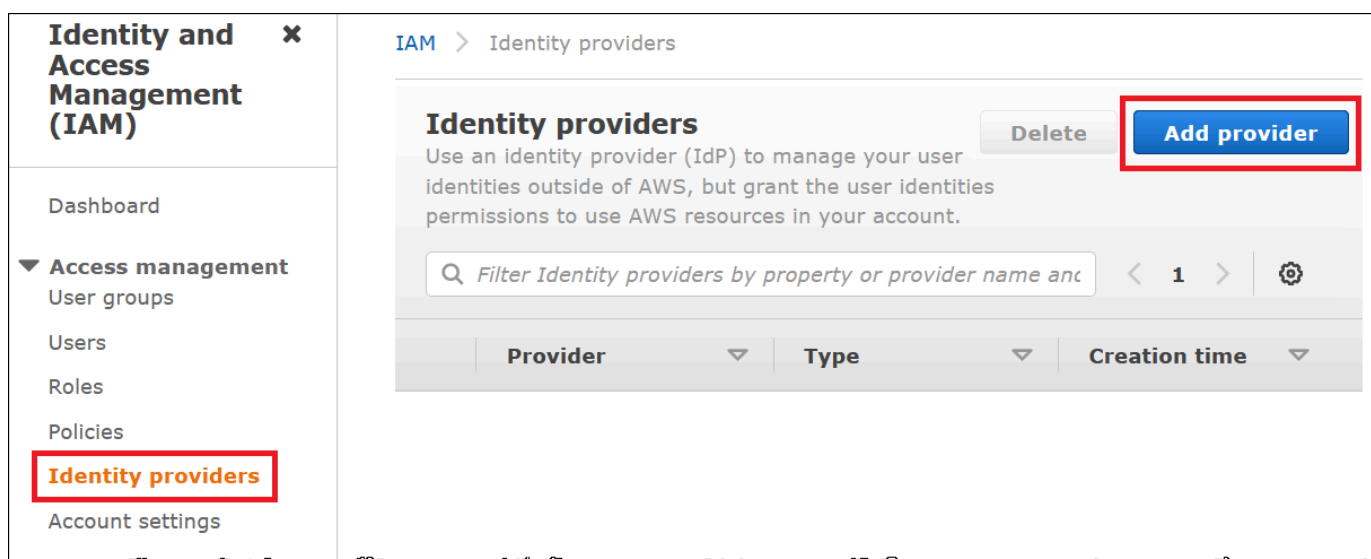 Identity and
Access
Management
(IAM)
Dashboard
Access management
User groups
Users
Roles
Policies
Identity providers
Account settings
IAM > Identity providers
Identity providers
Use an identity provider (IdP) to manage your user
identities outside of AWS, but grant the user identities
permissions to use AWS resources in your account.
Delete
Add provider
Filter Identity providers by property or provider name
< 1 >
Provider
Type
Creation time